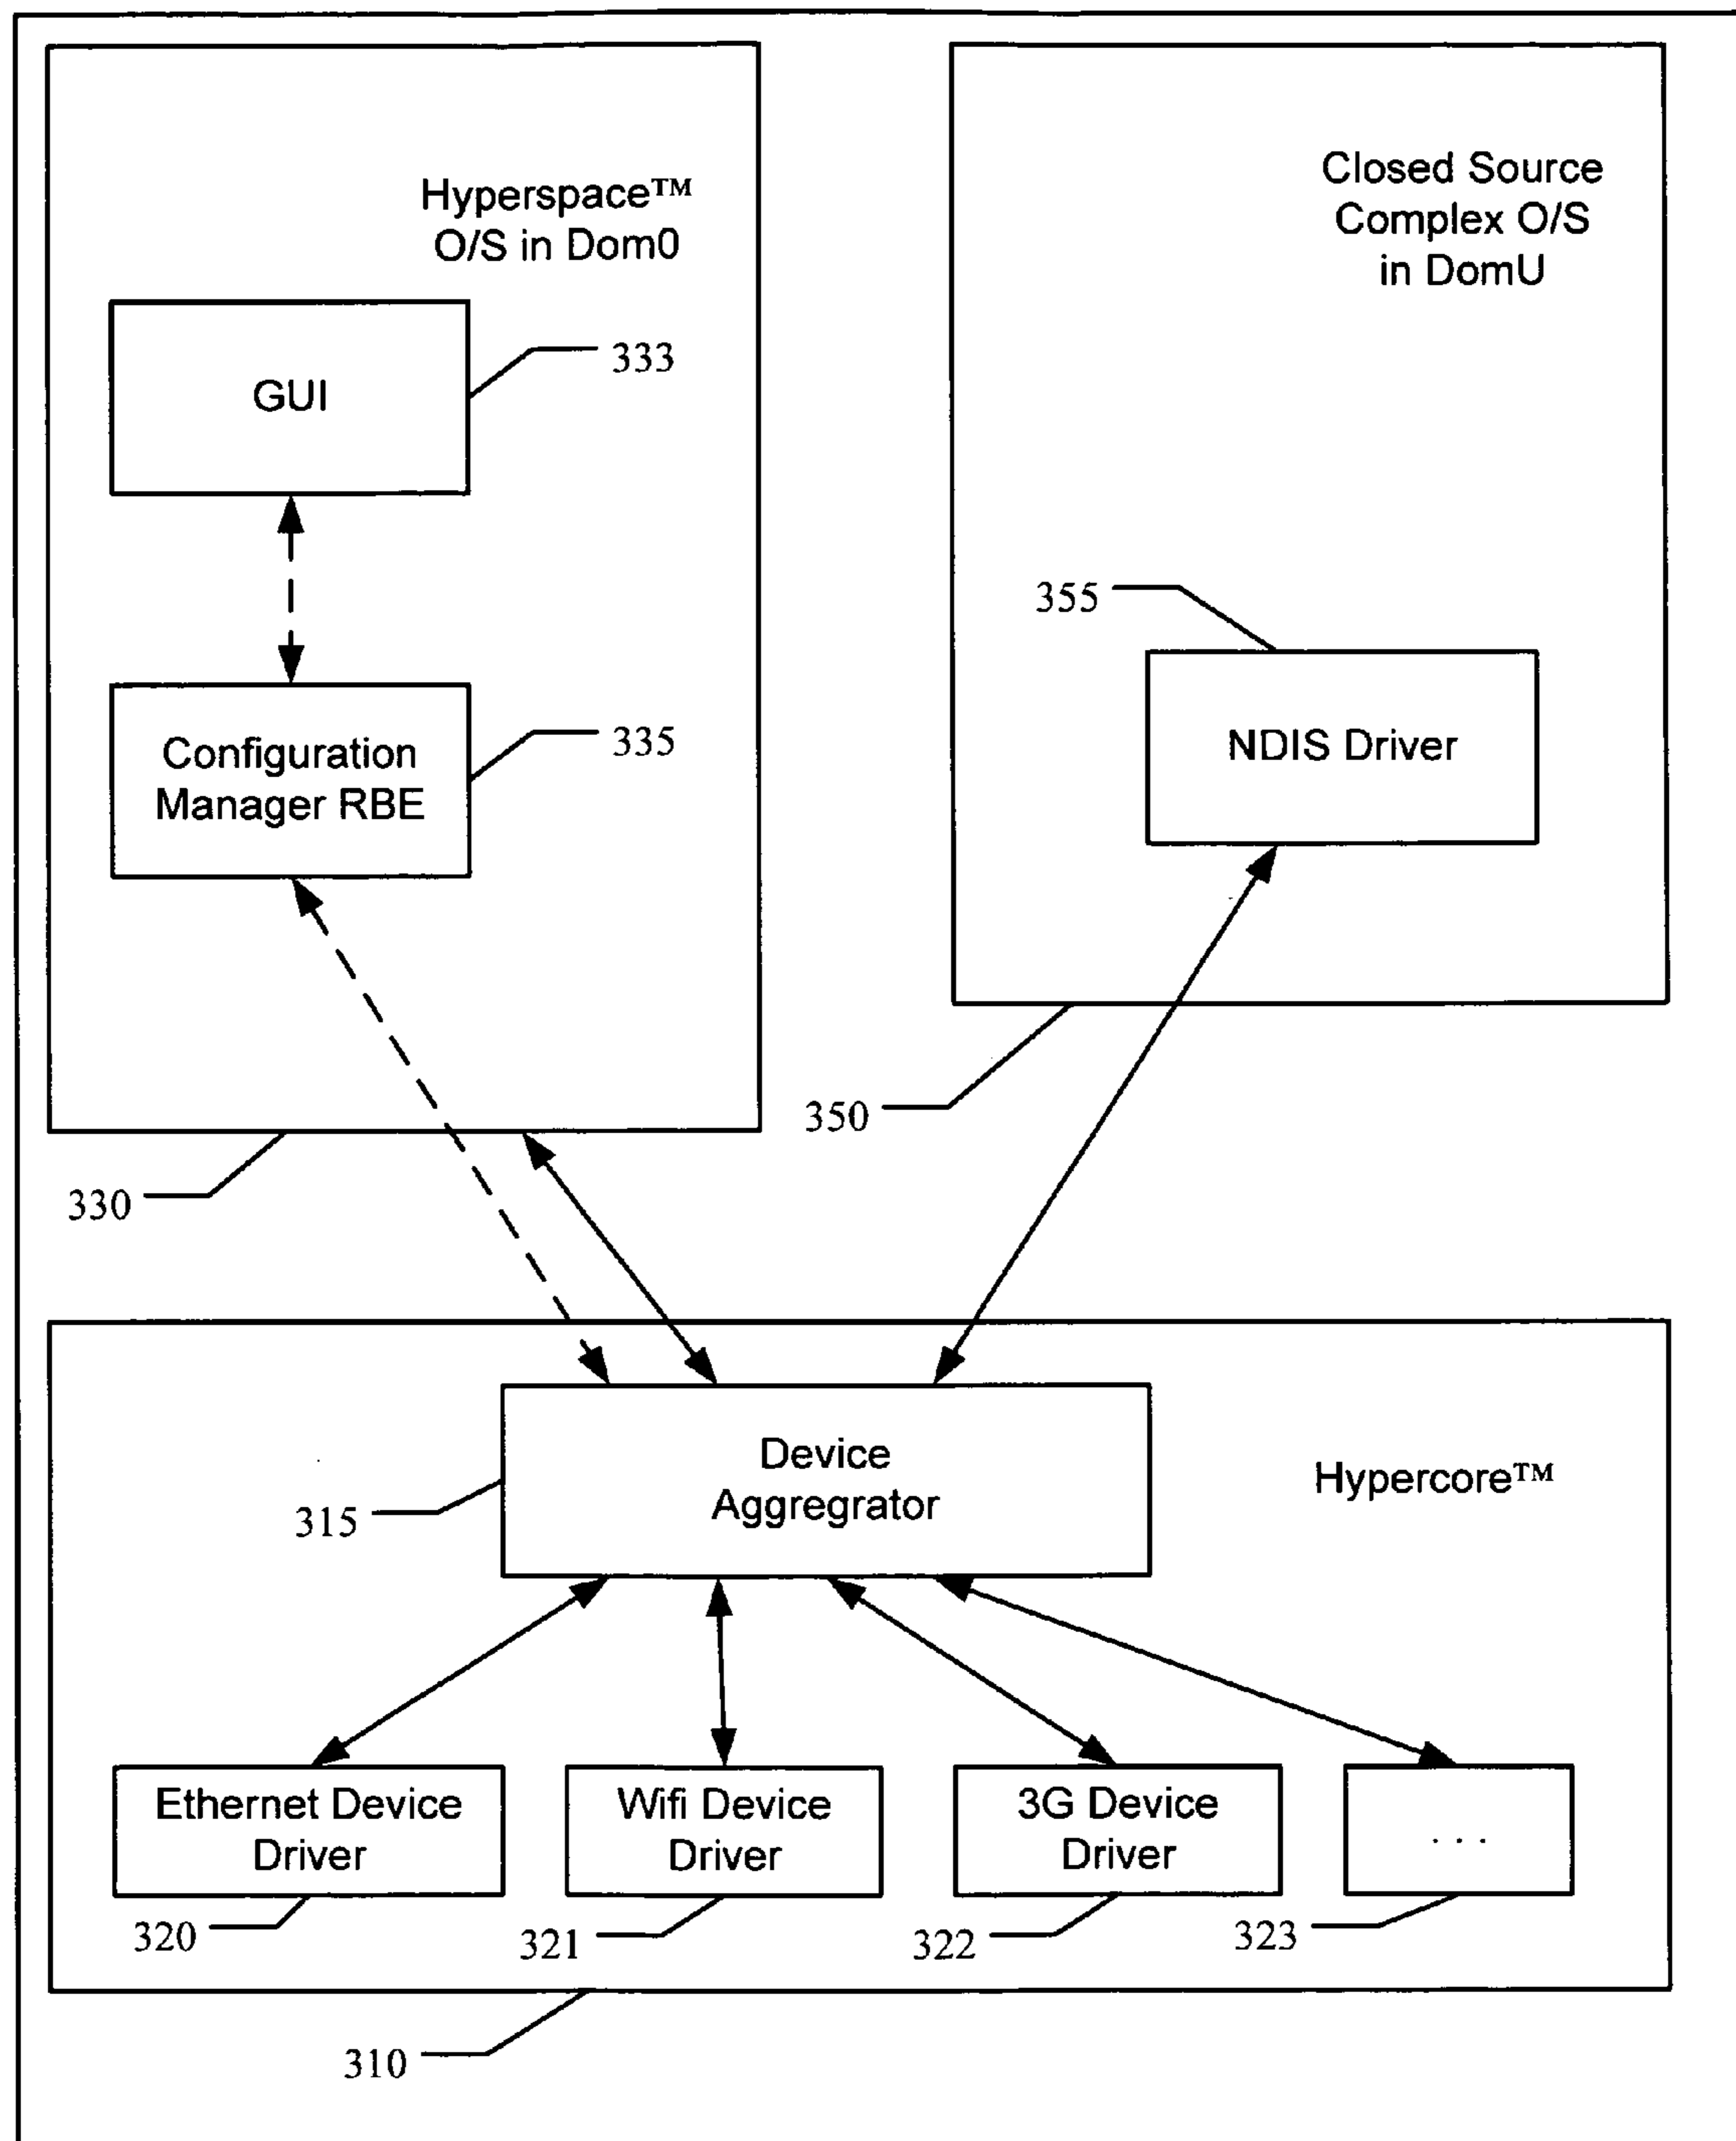 Hyperspace™
O/S in Dom0
Closed Source
Complex O/S
in DomU
GUI
333
355
Configuration
Manager RBE
335
NDIS Driver
350
330
Device
Aggregrator
315
Hypercore™
Ethernet Device
Driver
Wifi Device
Driver
3G Device
Driver
...
320
321
322
323
310